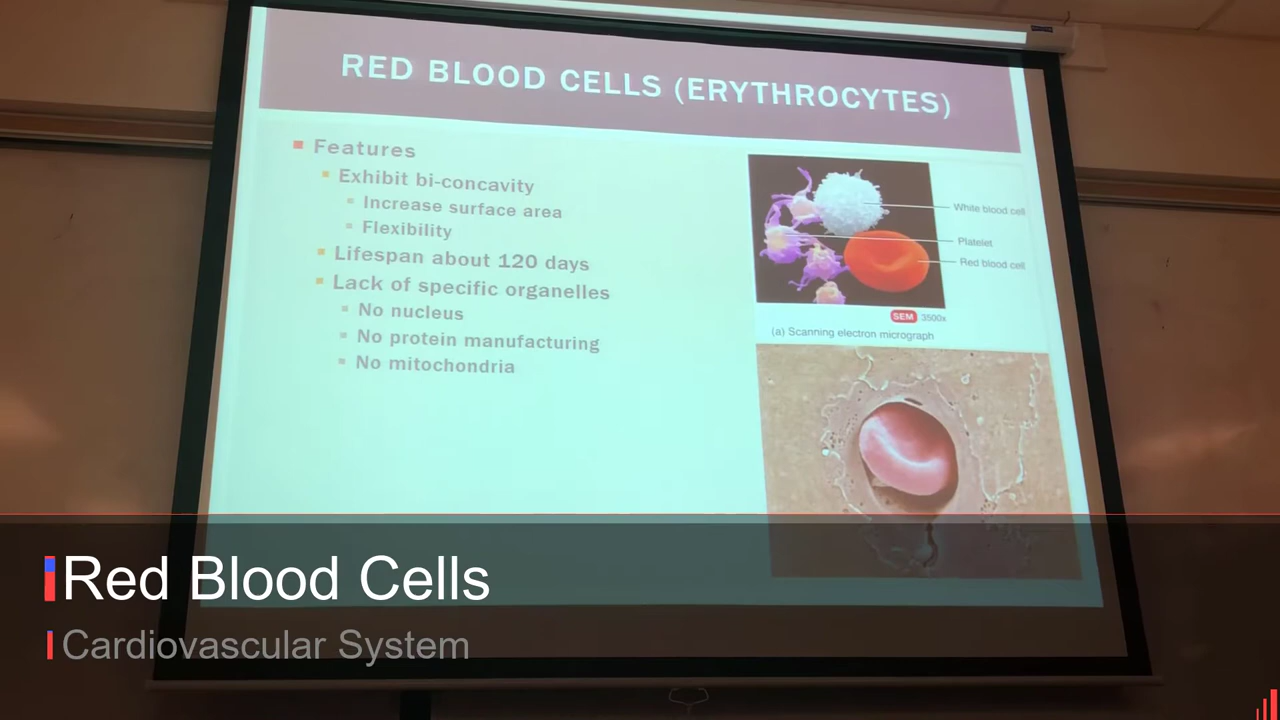 RED BLOOD CELLS (ERYTHROCYTES)
Features
Exhibit bi-concavity
Increase surface area
Flexibility
Lifespan about 120 days
Lack of specific organelles
No nucleus
No protein manufacturing
No mitochondria
White blood cell
Platelet
Red blood cell
SEM 3500x
(a) Scanning electron micrograph
Red Blood Cells
Cardiovascular System